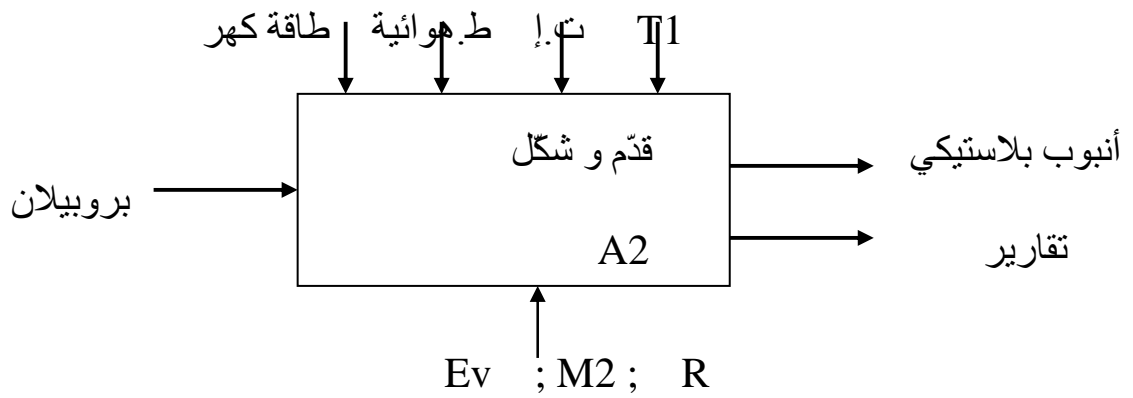 طاقة كهر ط.هوائية ت.إ T1
قدّم و شكّل
أنبوب بلاستيكي
بروبيلان
A2
تقارير
Ev ; M2 ; R